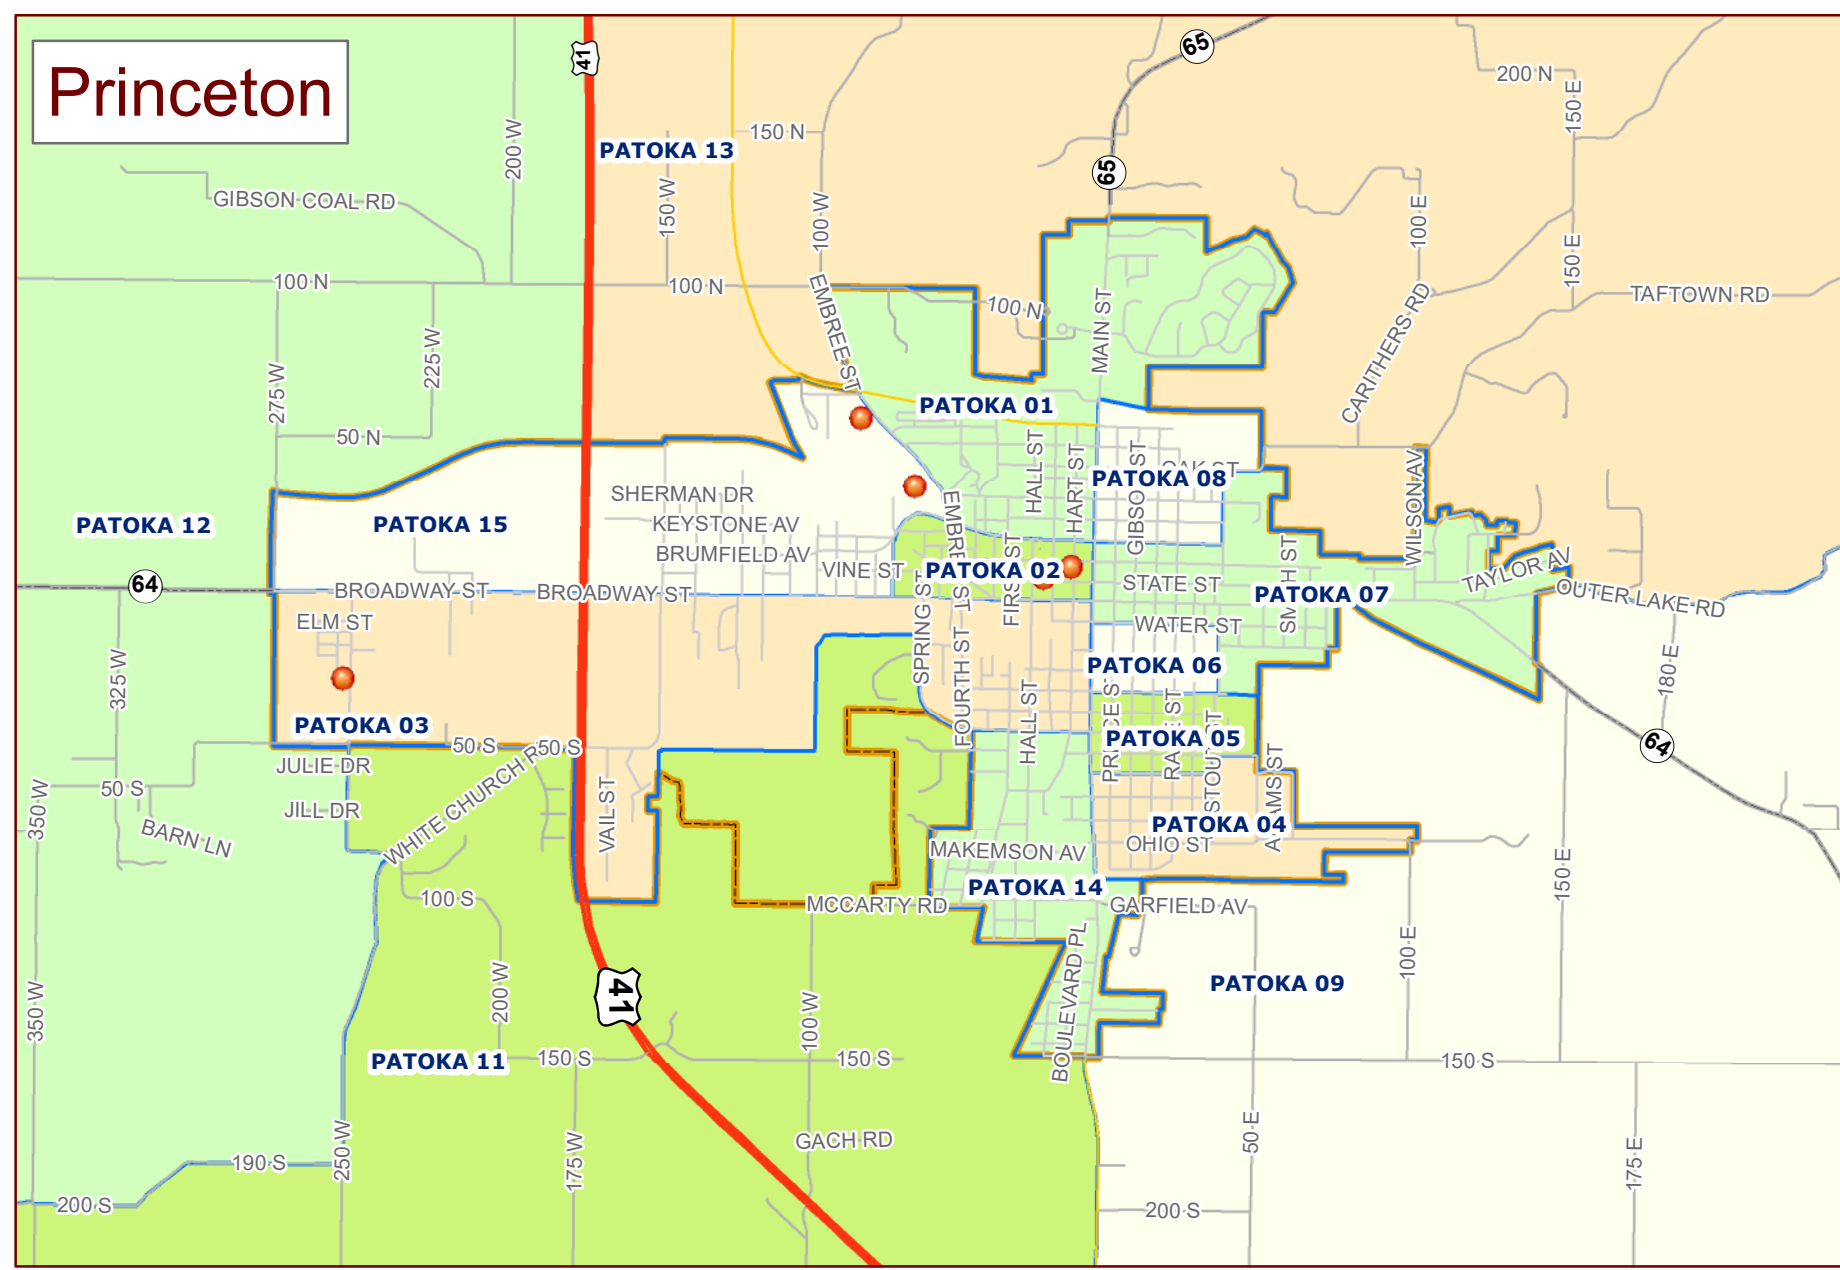 Princeton
41
65
200 N
150 E
200 W
PATOKA 13
150 N
65
GIBSON COAL RD
150 W
100 W
100 E
150 E
100 N
100 N
EMBREE ST
100 N
MAIN ST
TAFTOWN RD
CARITHERS RD
225 W
275 W
50 N
PATOKA 01
HALL ST
HART ST
GIBSON ST
OAK ST
PATOKA 08
WILSON AV
SHERMAN DR
PATOKA 12
PATOKA 15
KEYSTONE AV
BRUMFIELD AV
VINE ST
PATOKA 02
STATE ST
TAYLOR AV
64
BROADWAY ST
BROADWAY ST
SPRING ST
FIRST ST
PATOKA 07
OUTER LAKE RD
ELM ST
WATER ST
325 W
FOURTH ST
PATOKA 06
180 E
HALL ST
PATOKA 03
50 S
50 S
PATOKA 05
64
JULIE DR
50 S
JILL DR
350 W
BARN LN
WHITE CHURCH RD
VAIL ST
PATOKA 04
OHIO ST
MAKEMSON AV
PATOKA 14
100 S
MCCARTY RD
GARFIELD AV
150 E
100 E
200 W
41
350 W
100 W
BOULEVARD PL
PATOKA 09
PATOKA 11
150 S
150 S
150 S
GACH RD
50 E
190 S
250 W
175 W
175 E
200 S
200 S